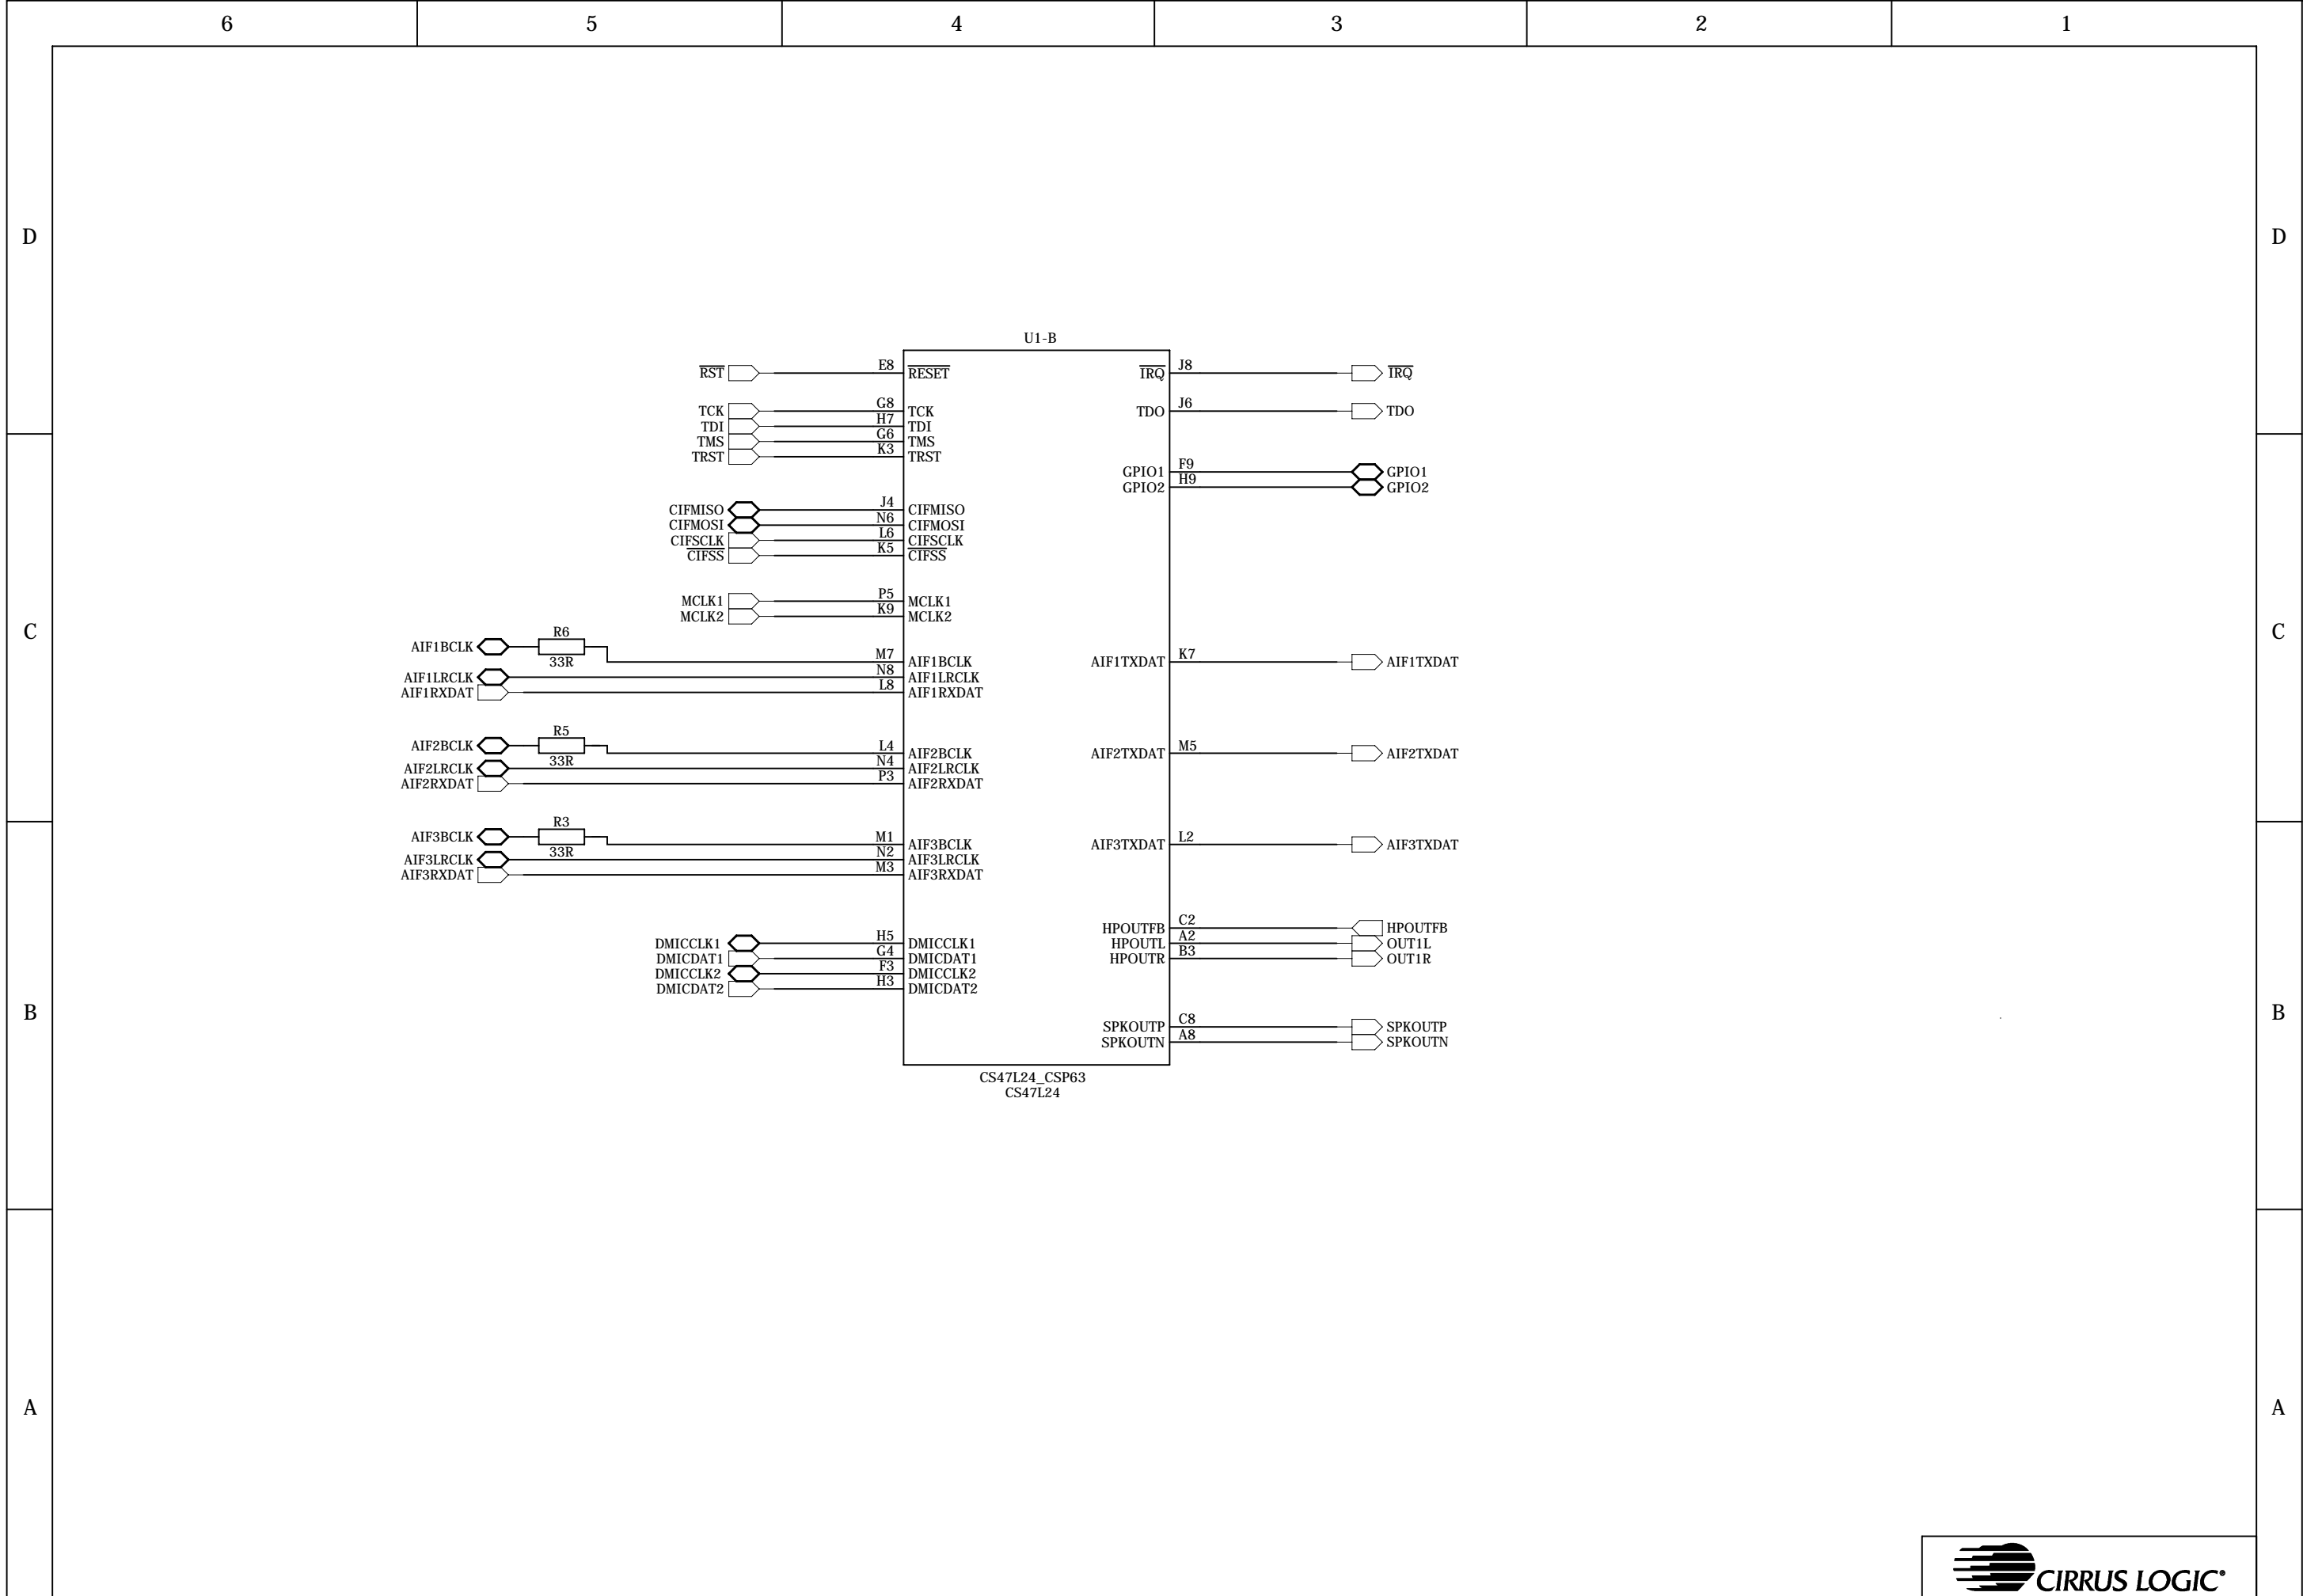 6 5 4 3 2 1
D D
U1-B
RST E8 RESET IRQ J8 IRQ
TCK G8 TCK TDO J6 TDO
TDI H7 TDI
TMS G6 TMS
TRST K3 TRST
GPIO1 F9 GPIO1
GPIO2 H9 GPIO2
CIFMISO J4 CIFMISO
CIFMOSI N6 CIFMOSI
CIFSCLK L6 CIFSCLK
CIFSS K5 CIFSS
MCLK1 P5 MCLK1
MCLK2 K9 MCLK2
C C
R6
AIF1BCLK 33R M7 AIF1BCLK AIF1TXDAT K7 AIF1TXDAT
AIF1LRCLK N8 AIF1LRCLK
AIF1RXDAT L8 AIF1RXDAT
R5
AIF2BCLK 33R L4 AIF2BCLK AIF2TXDAT M5 AIF2TXDAT
AIF2LRCLK N4 AIF2LRCLK
AIF2RXDAT P3 AIF2RXDAT
R3
AIF3BCLK 33R M1 AIF3BCLK AIF3TXDAT L2 AIF3TXDAT
AIF3LRCLK N2 AIF3LRCLK
AIF3RXDAT M3 AIF3RXDAT
HPOUTFB C2 HPOUTFB
DMICCLK1 H5 DMICCLK1 HPOUTL A2 OUT1L
DMICDAT1 G4 DMICDAT1 HPOUTR B3 OUT1R
DMICCLK2 F3 DMICCLK2
DMICDAT2 H3 DMICDAT2
B B
SPKOUTP C8 SPKOUTP
SPKOUTN A8 SPKOUTN
CS47L24_CSP63
CS47L24
A A
CIRRUS LOGIC®